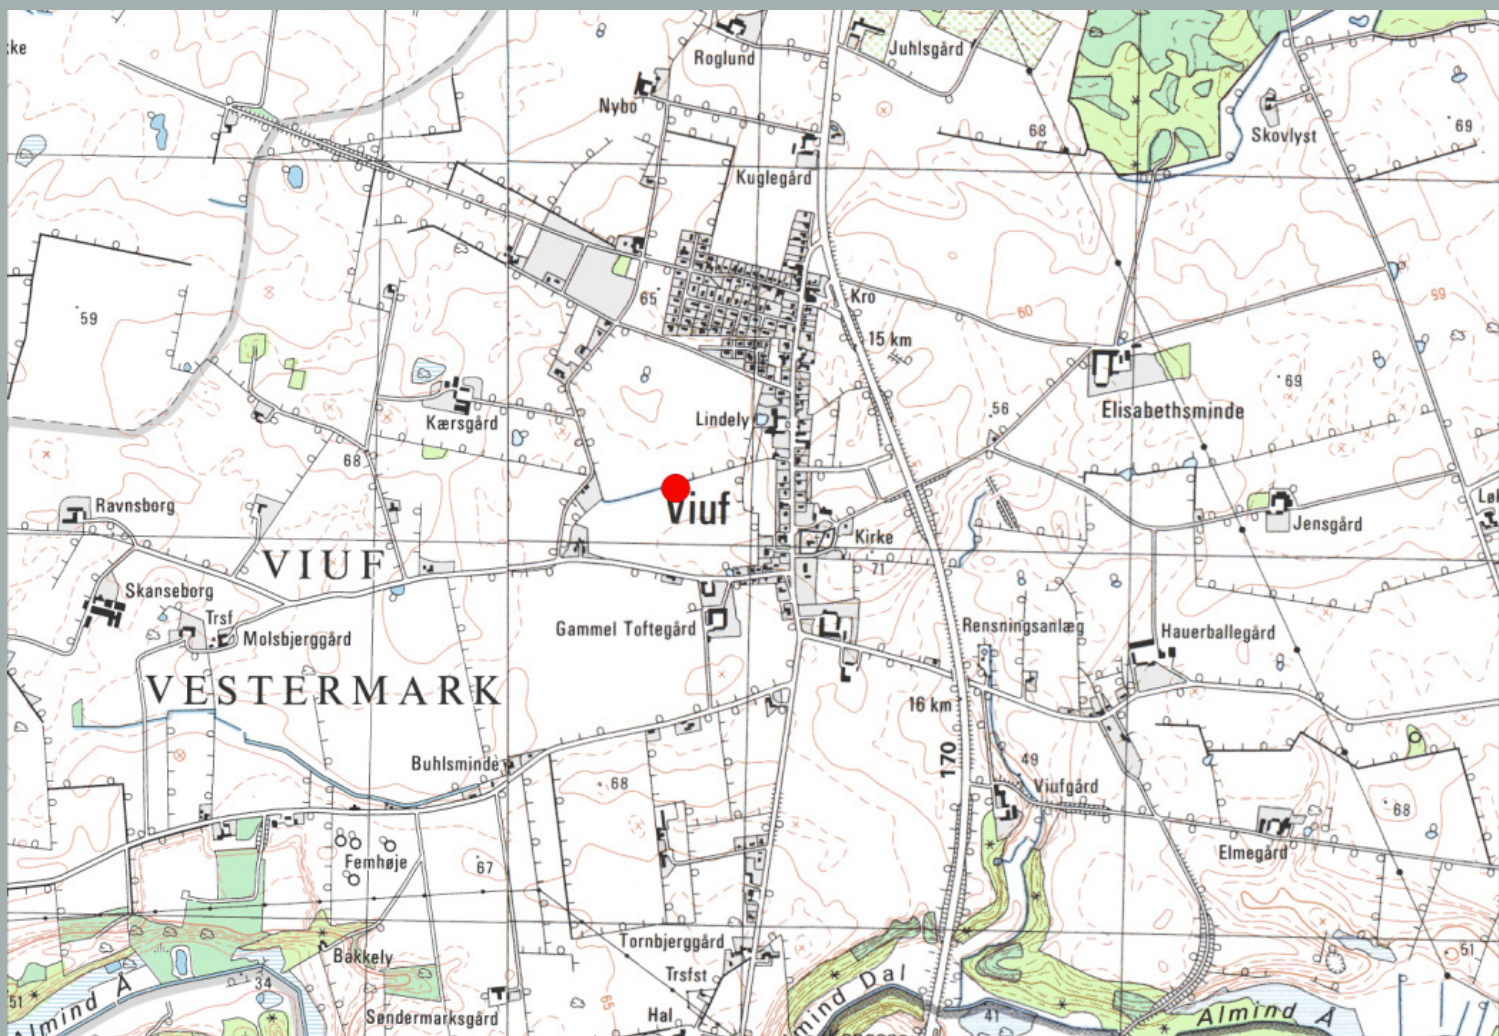 Roglund
Juhlsgård
Nybo
68
69
Skovlyst
Kuglegård
65
Kro
60
59
59
15 km
69
Elisabethsminde
Kærsgård
Lindely
56
68
Ravnsborg
Viuf
Jensgård
Kirke
71
VIUF
Skanseborg
Trsf
Molsbjerggård
Gammel Toftegård
Rensningsanlæg
Hauerballegård
VESTERMARK
16 km
170
Buhlsminde
49
68
Viufgård
68
Elmegård
Femhøje
67
Tornbjerggård
Bakkely
51
Trsfst
34
51
65
Almind Å
Søndermarksgård
Hal
mind Dal
41
Almind Å